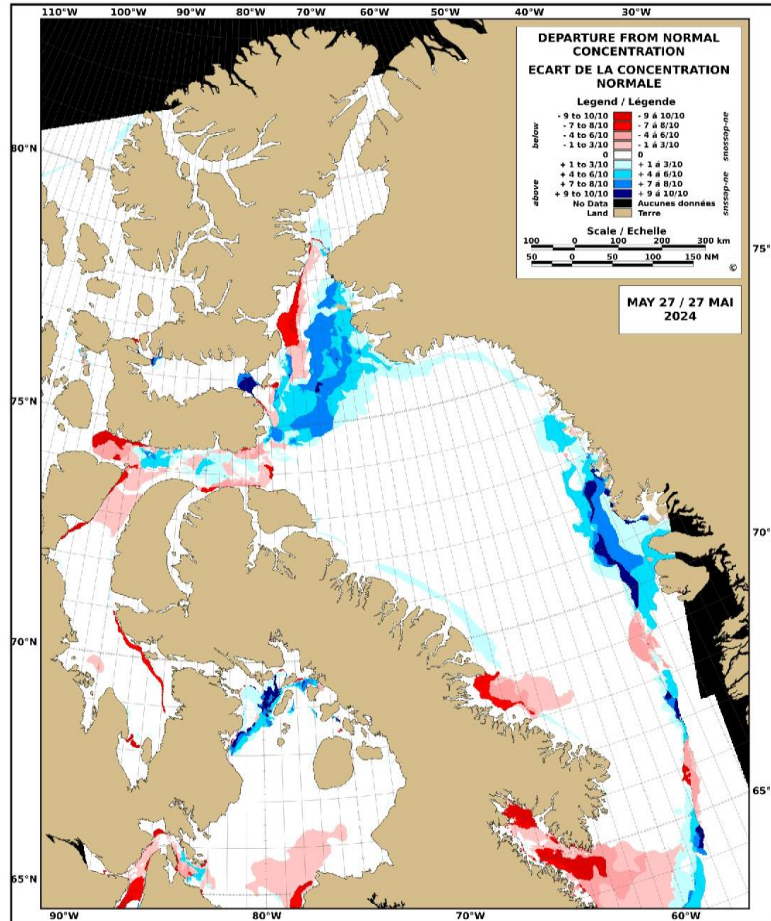 110°W 100°W 90°W 80°W 70°W 60°W 40°W 30°W
DEPARTURE FROM NORMAL
CONCENTRATION
ECART DE LA CONCENTRATION
NORMALE
Legend / Légende
below
- 9 to 10/10 - 9 á 10/10
- 7 to 8/10 - 7 á 8/10
- 4 to 6/10 - 4 á 6/10
- 1 to 3/10 - 1 á 3/10
0 0
above
+ 1 to 3/10 + 1 á 3/10
+ 4 to 6/10 + 4 á 6/10
+ 7 to 8/10 + 7 á 8/10
+ 9 to 10/10 + 9 á 10/10
au-dessous
au-dessus
No Data Aucunes données
Land Terre
Scale / Echelle
100 0 100 200 300 km
50 0 50 100 150 NM
©
MAY 27 / 27 MAI
2024
80°N
75°N
70°N
65°N
75°
70°
65°N
90°W 80°W 70°W 60°W